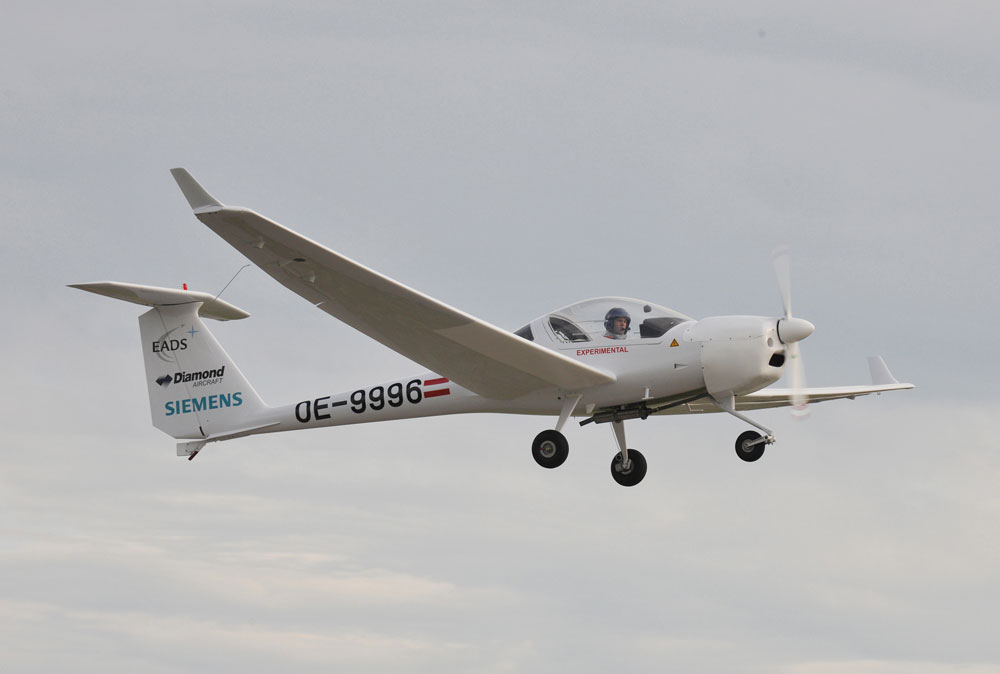 EADS
Diamond
AIRCRAFT
SIEMENS
OE-9996
EXPERIMENTAL